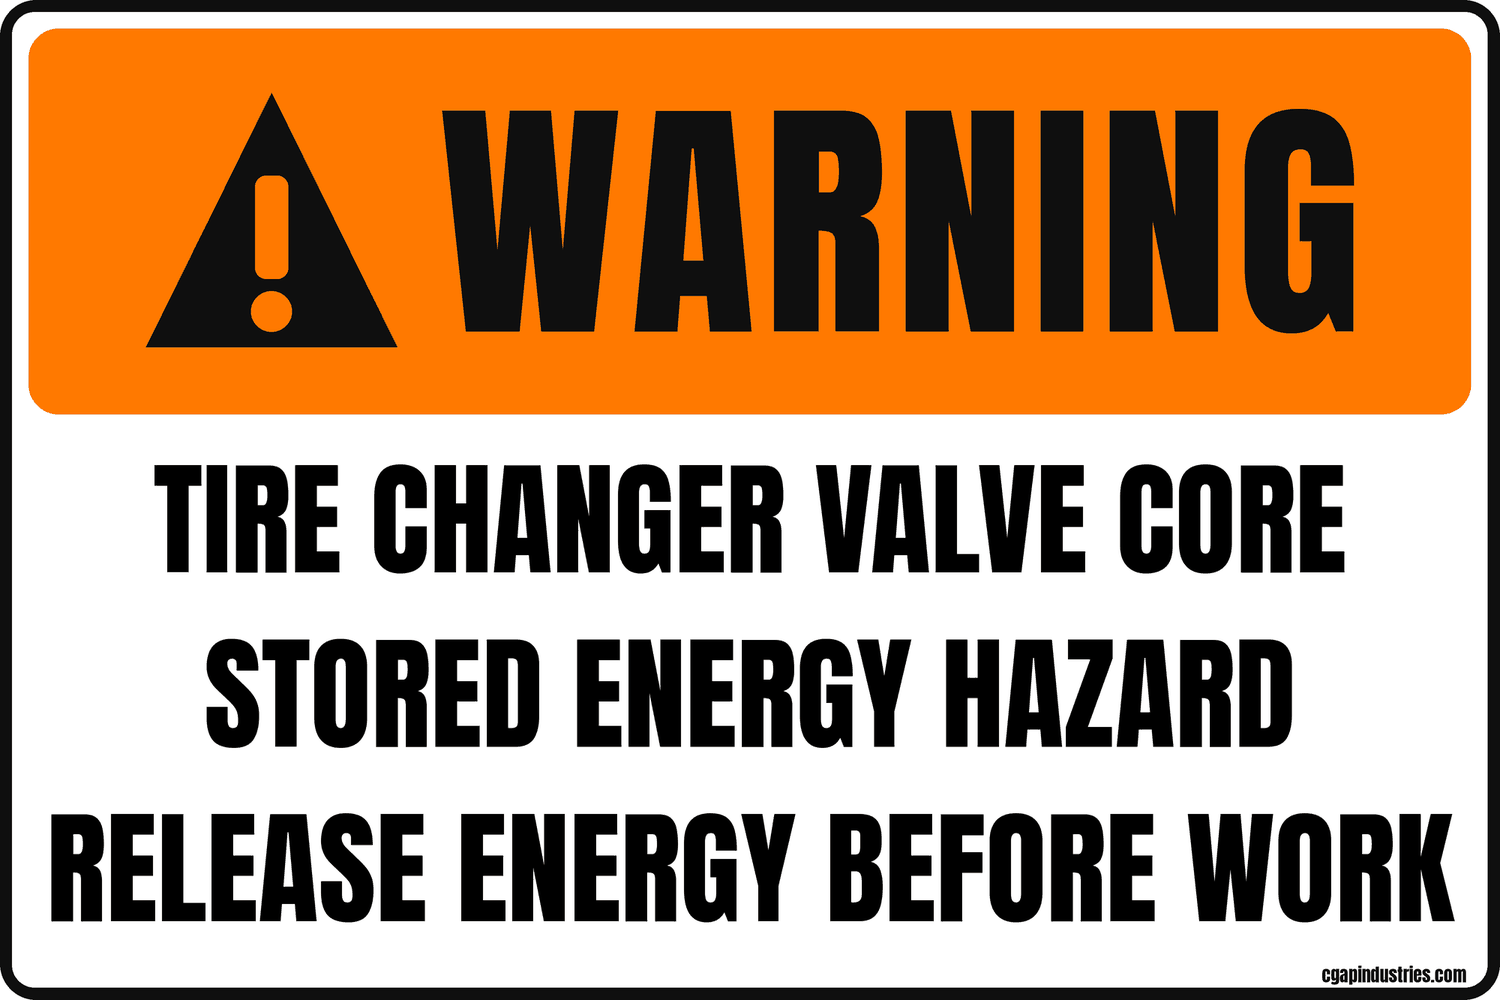 WARNING
TIRE CHANGER VALVE CORE
STORED ENERGY HAZARD
RELEASE ENERGY BEFORE WORK
cgapindustries.com